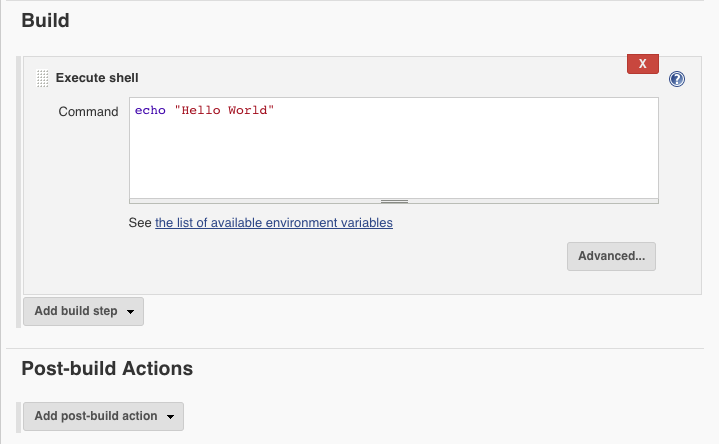 Build
X
Execute shell
?
Command
echo "Hello World"
See the list of available environment variables
Advanced...
Add build step
Post-build Actions
Add post-build action